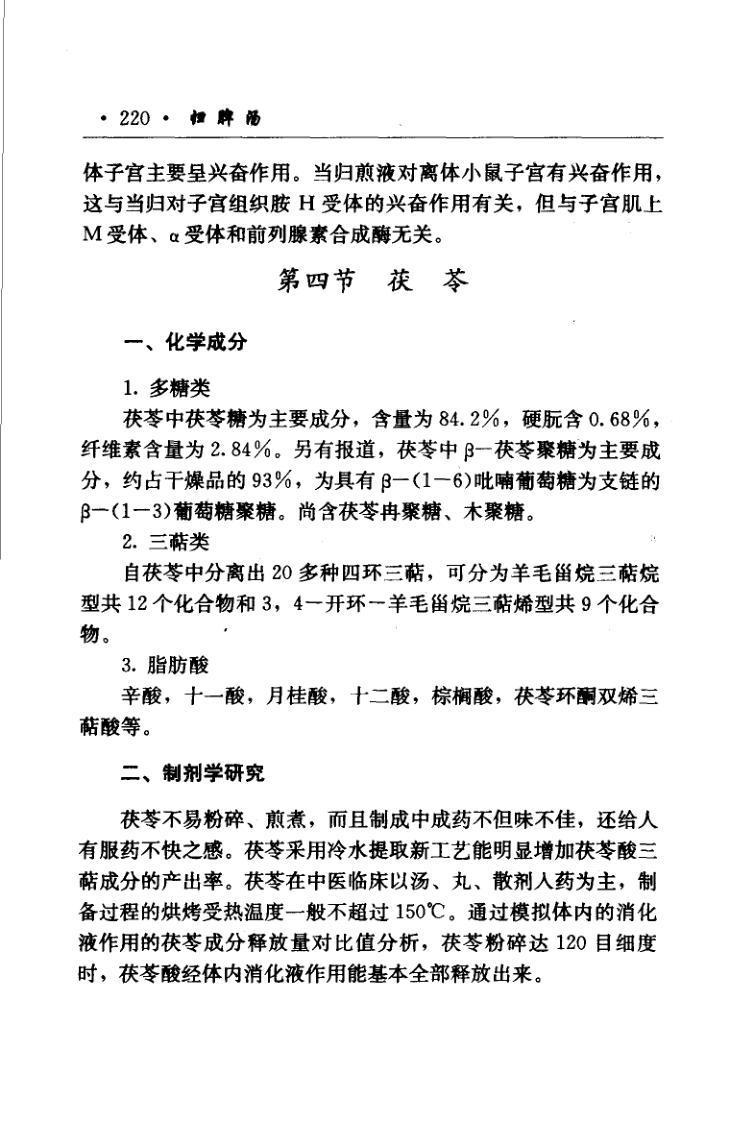 · 220 · 归脾汤
体子宫主要呈兴奋作用。当归煎液对离体小鼠子宫有兴奋作用，
这与当归对子宫组织胺 H 受体的兴奋作用有关，但与子宫肌上
M 受体、α受体和前列腺素合成酶无关。
第四节 茯 苓
一、化学成分
1. 多糖类
茯苓中茯苓糖为主要成分，含量为 84.2%，硬朊含 0.68%，
纤维素含量为 2.84%。另有报道，茯苓中 β一茯苓聚糖为主要成
分，约占干燥品的 93%，为具有 β一(1一6)吡喃葡萄糖为支链的
β一(1一3)葡萄糖聚糖。尚含茯苓冉聚糖、木聚糖。
2. 三萜类
自茯苓中分离出 20 多种四环三萜，可分为羊毛甾烷三萜烷
型共 12 个化合物和 3，4一开环一羊毛甾烷三萜烯型共 9 个化合
物。
3. 脂肪酸
辛酸，十一酸，月桂酸，十二酸，棕榈酸，茯苓环酮双烯三
萜酸等。
二、制剂学研究
茯苓不易粉碎、煎煮，而且制成中成药不但味不佳，还给人
有服药不快之感。茯苓采用冷水提取新工艺能明显增加茯苓酸三
萜成分的产出率。茯苓在中医临床以汤、丸、散剂入药为主，制
备过程的烘烤受热温度一般不超过 150℃。通过模拟体内的消化
液作用的茯苓成分释放量对比值分析，茯苓粉碎达 120 目细度
时，茯苓酸经体内消化液作用能基本全部释放出来。